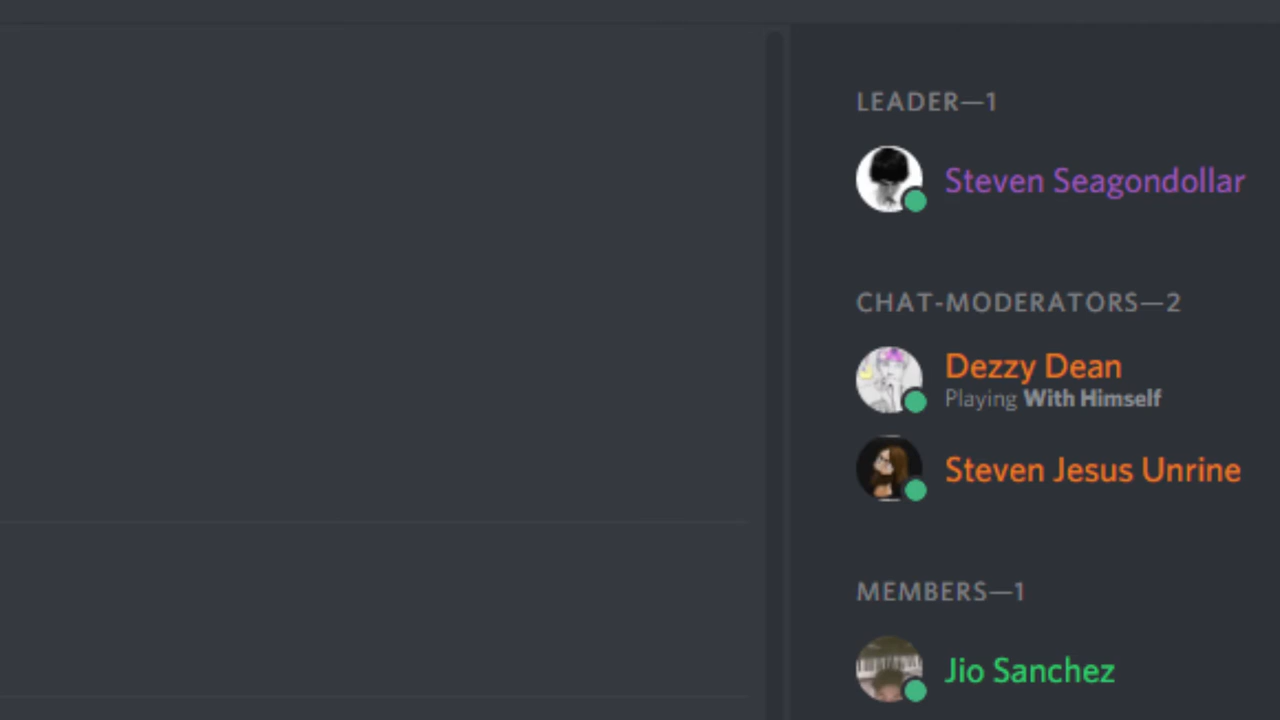 LEADER—1
Steven Seagondollar
CHAT-MODERATORS—2
Dezzy Dean
Playing With Himself
Steven Jesus Unrine
MEMBERS—1
Jio Sanchez